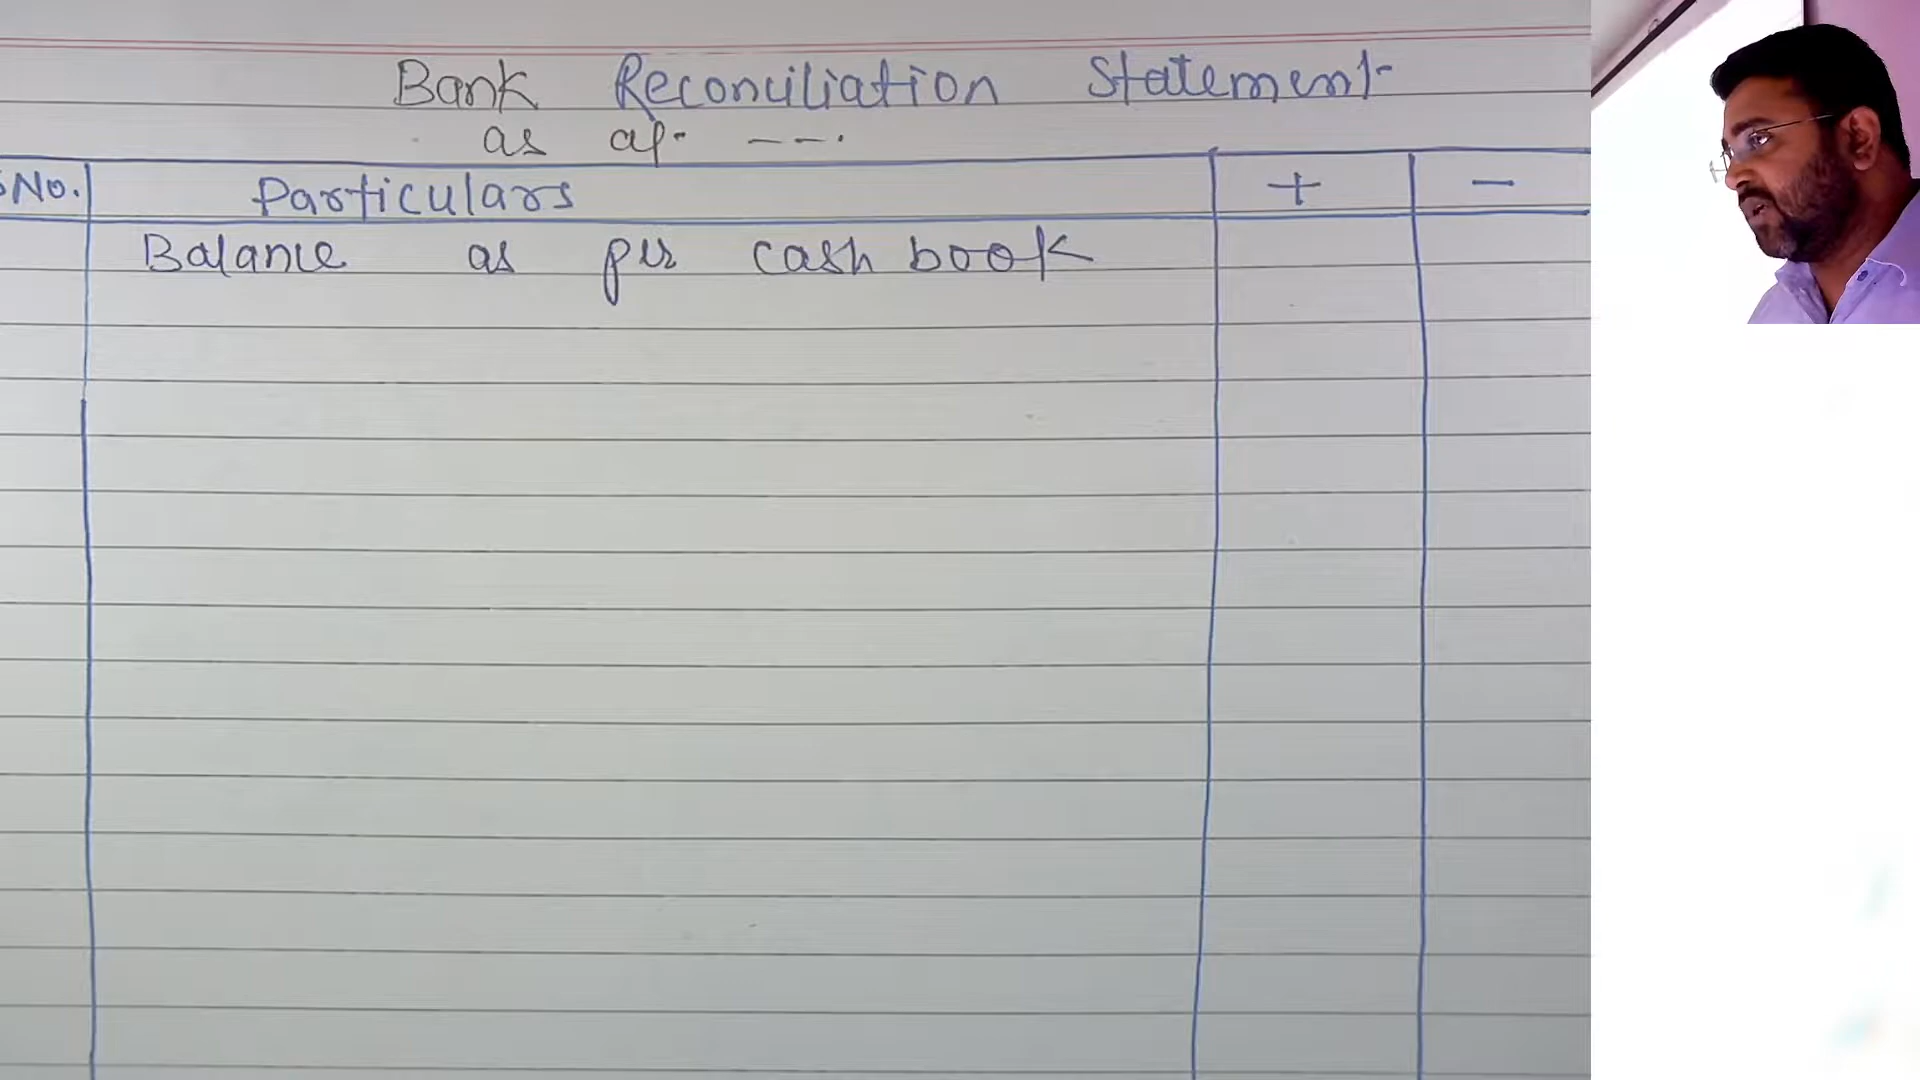 Bank Reconciliation Statement
as at ---.
S No. Particulars + -
Balance as per cash book